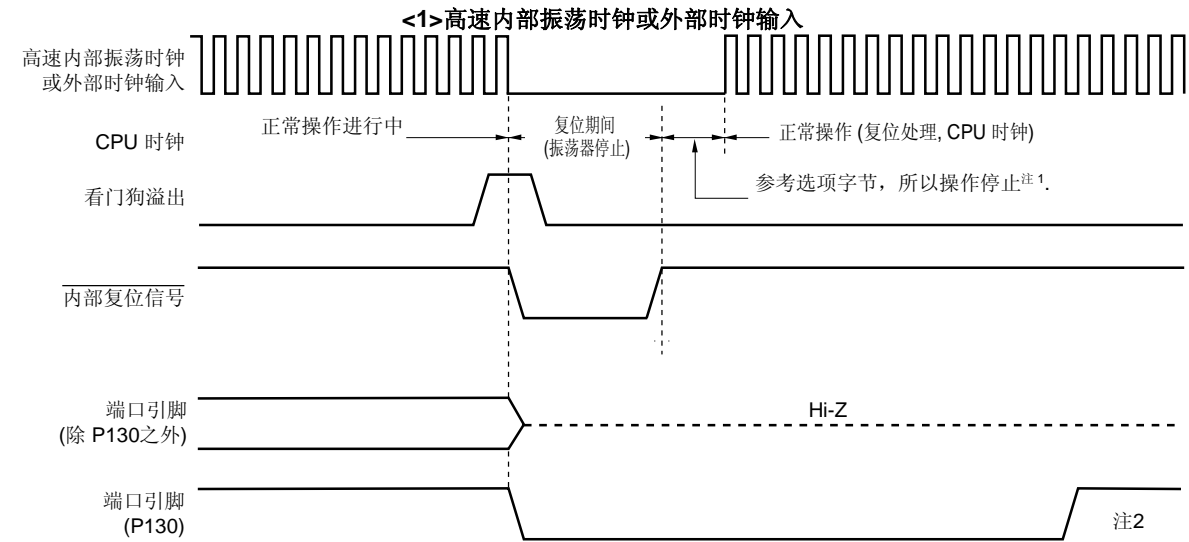 <1>高速内部振荡时钟或外部时钟输入
高速内部振荡时钟
或外部时钟输入
CPU 时钟
正常操作进行中
复位期间
(振荡器停止)
正常操作 (复位处理, CPU 时钟)
参考选项字节，所以操作停止注 1.
看门狗溢出
内部复位信号
端口引脚
(除 P130之外)
Hi-Z
端口引脚
(P130)
注2